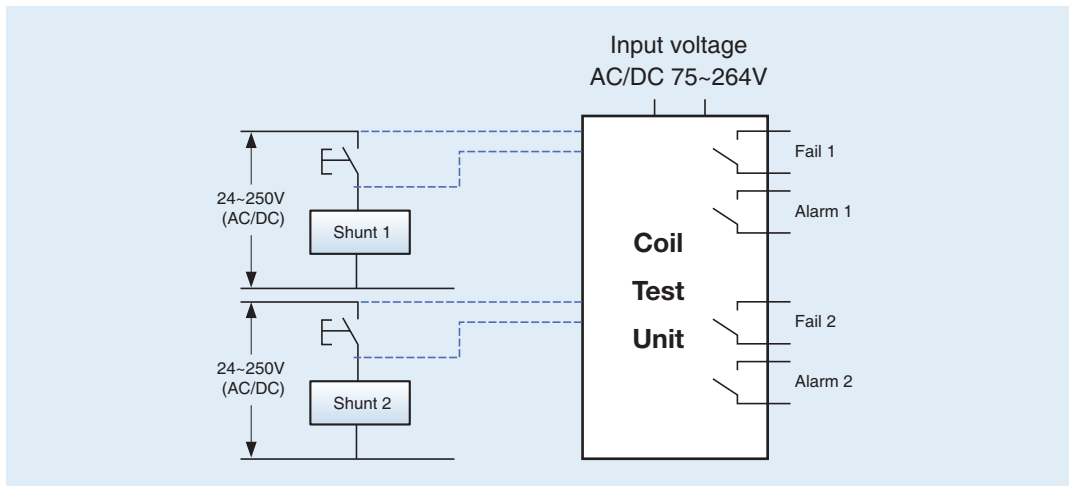 Input voltage
AC/DC 75~264V
24~250V
(AC/DC)
Shunt 1
24~250V
(AC/DC)
Shunt 2
Coil
Test
Unit
Fail 1
Alarm 1
Fail 2
Alarm 2